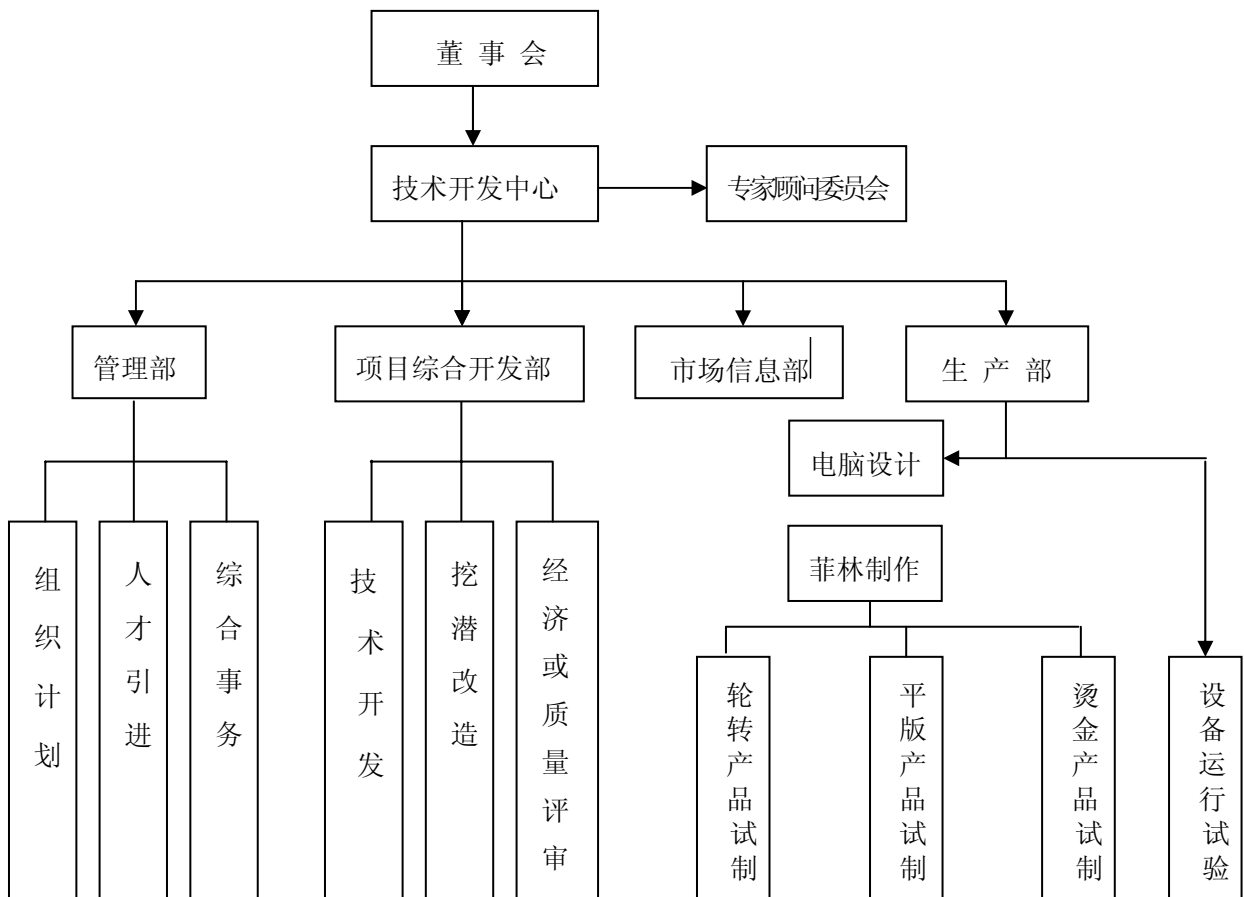 董 事 会
技术开发中心
专家顾问委员会
管理部
项目综合开发部
市场信息部
生 产 部
电脑设计
菲林制作
组织计划
人才引进
综合事务
技术开发
挖潜改造
经济或质量评审
轮转产品试制
平版产品试制
烫金产品试制
设备运行试验